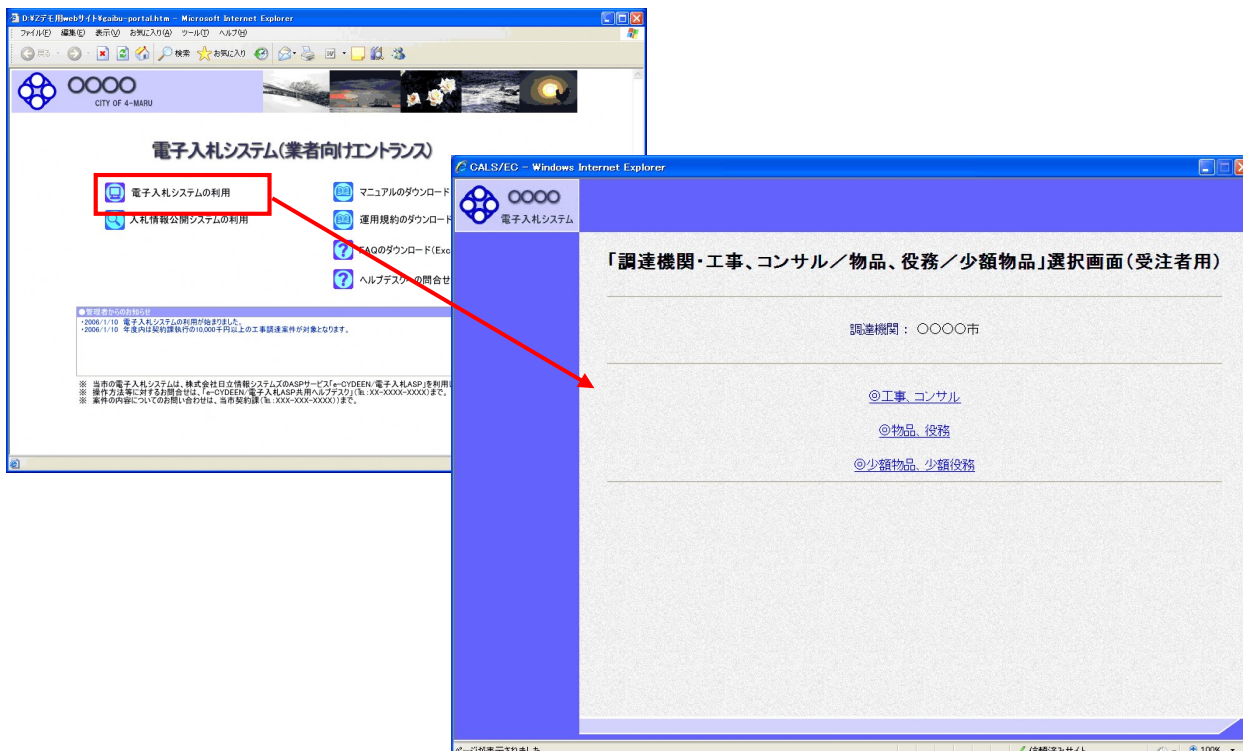 D:¥Zデモ用webサイト¥gaibu-portal.htm - Microsoft Internet Explorer
ファイル(F) 編集(E) 表示(V) お気に入り(A) ツール(T) ヘルプ(H)
戻る 検索 お気に入り
○○○○
CITY OF 4-MARU
電子入札システム(業者向けエントランス)
電子入札システムの利用
マニュアルのダウンロード
入札情報公開システムの利用
運用規約のダウンロード
FAQのダウンロード(Exc
ヘルプデスクへの問合せ
●管理者からのお知らせ
・2006/1/10 電子入札システムの利用が始まりました。
・2006/1/10 年度内は契約課執行の10,000千円以上の工事調達案件が対象となります。
※ 当市の電子入札システムは、株式会社日立情報システムズのASPサービス「e-CYDEEN/電子入札ASP」を利用し
※ 操作方法等に対するお問合せは、「e-CYDEEN/電子入札ASP共用ヘルプデスク」(℡:XX-XXXX-XXXX)まで。
※ 案件の内容についてのお問い合わせは、当市契約課(℡:XXX-XXX-XXXX))まで。
CALS/EC - Windows Internet Explorer
○○○○
電子入札システム
「調達機関・工事、コンサル／物品、役務／少額物品」選択画面(受注者用)
調達機関： ○○○○市
◎工事、コンサル
◎物品、役務
◎少額物品、少額役務
ページが表示されました
信頼済みサイト
100%